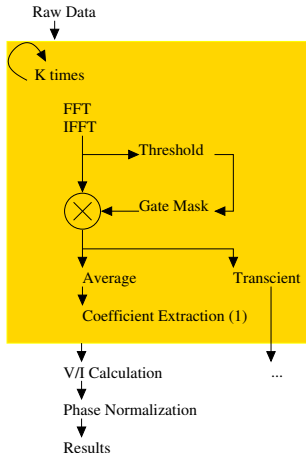 Raw Data
K times
FFT
IFFT
Threshold
Gate Mask
Average
Transcient
Coefficient Extraction (1)
V/I Calculation
...
Phase Normalization
Results